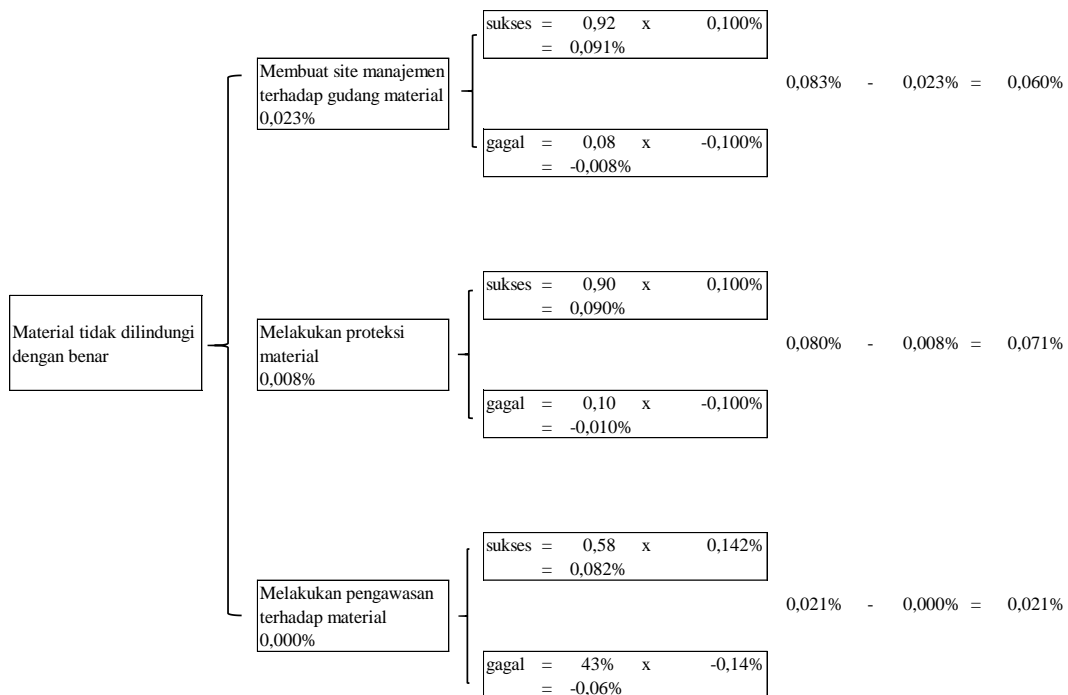 sukses = 0,92 x 0,100%
= 0,091%
Membuat site manajemen
terhadap gudang material
0,023%
0,083% - 0,023% = 0,060%
gagal = 0,08 x -0,100%
= -0,008%
sukses = 0,90 x 0,100%
= 0,090%
Material tidak dilindungi
dengan benar
Melakukan proteksi
material
0,008%
0,080% - 0,008% = 0,071%
gagal = 0,10 x -0,100%
= -0,010%
sukses = 0,58 x 0,142%
= 0,082%
Melakukan pengawasan
terhadap material
0,000%
0,021% - 0,000% = 0,021%
gagal = 43% x -0,14%
= -0,06%